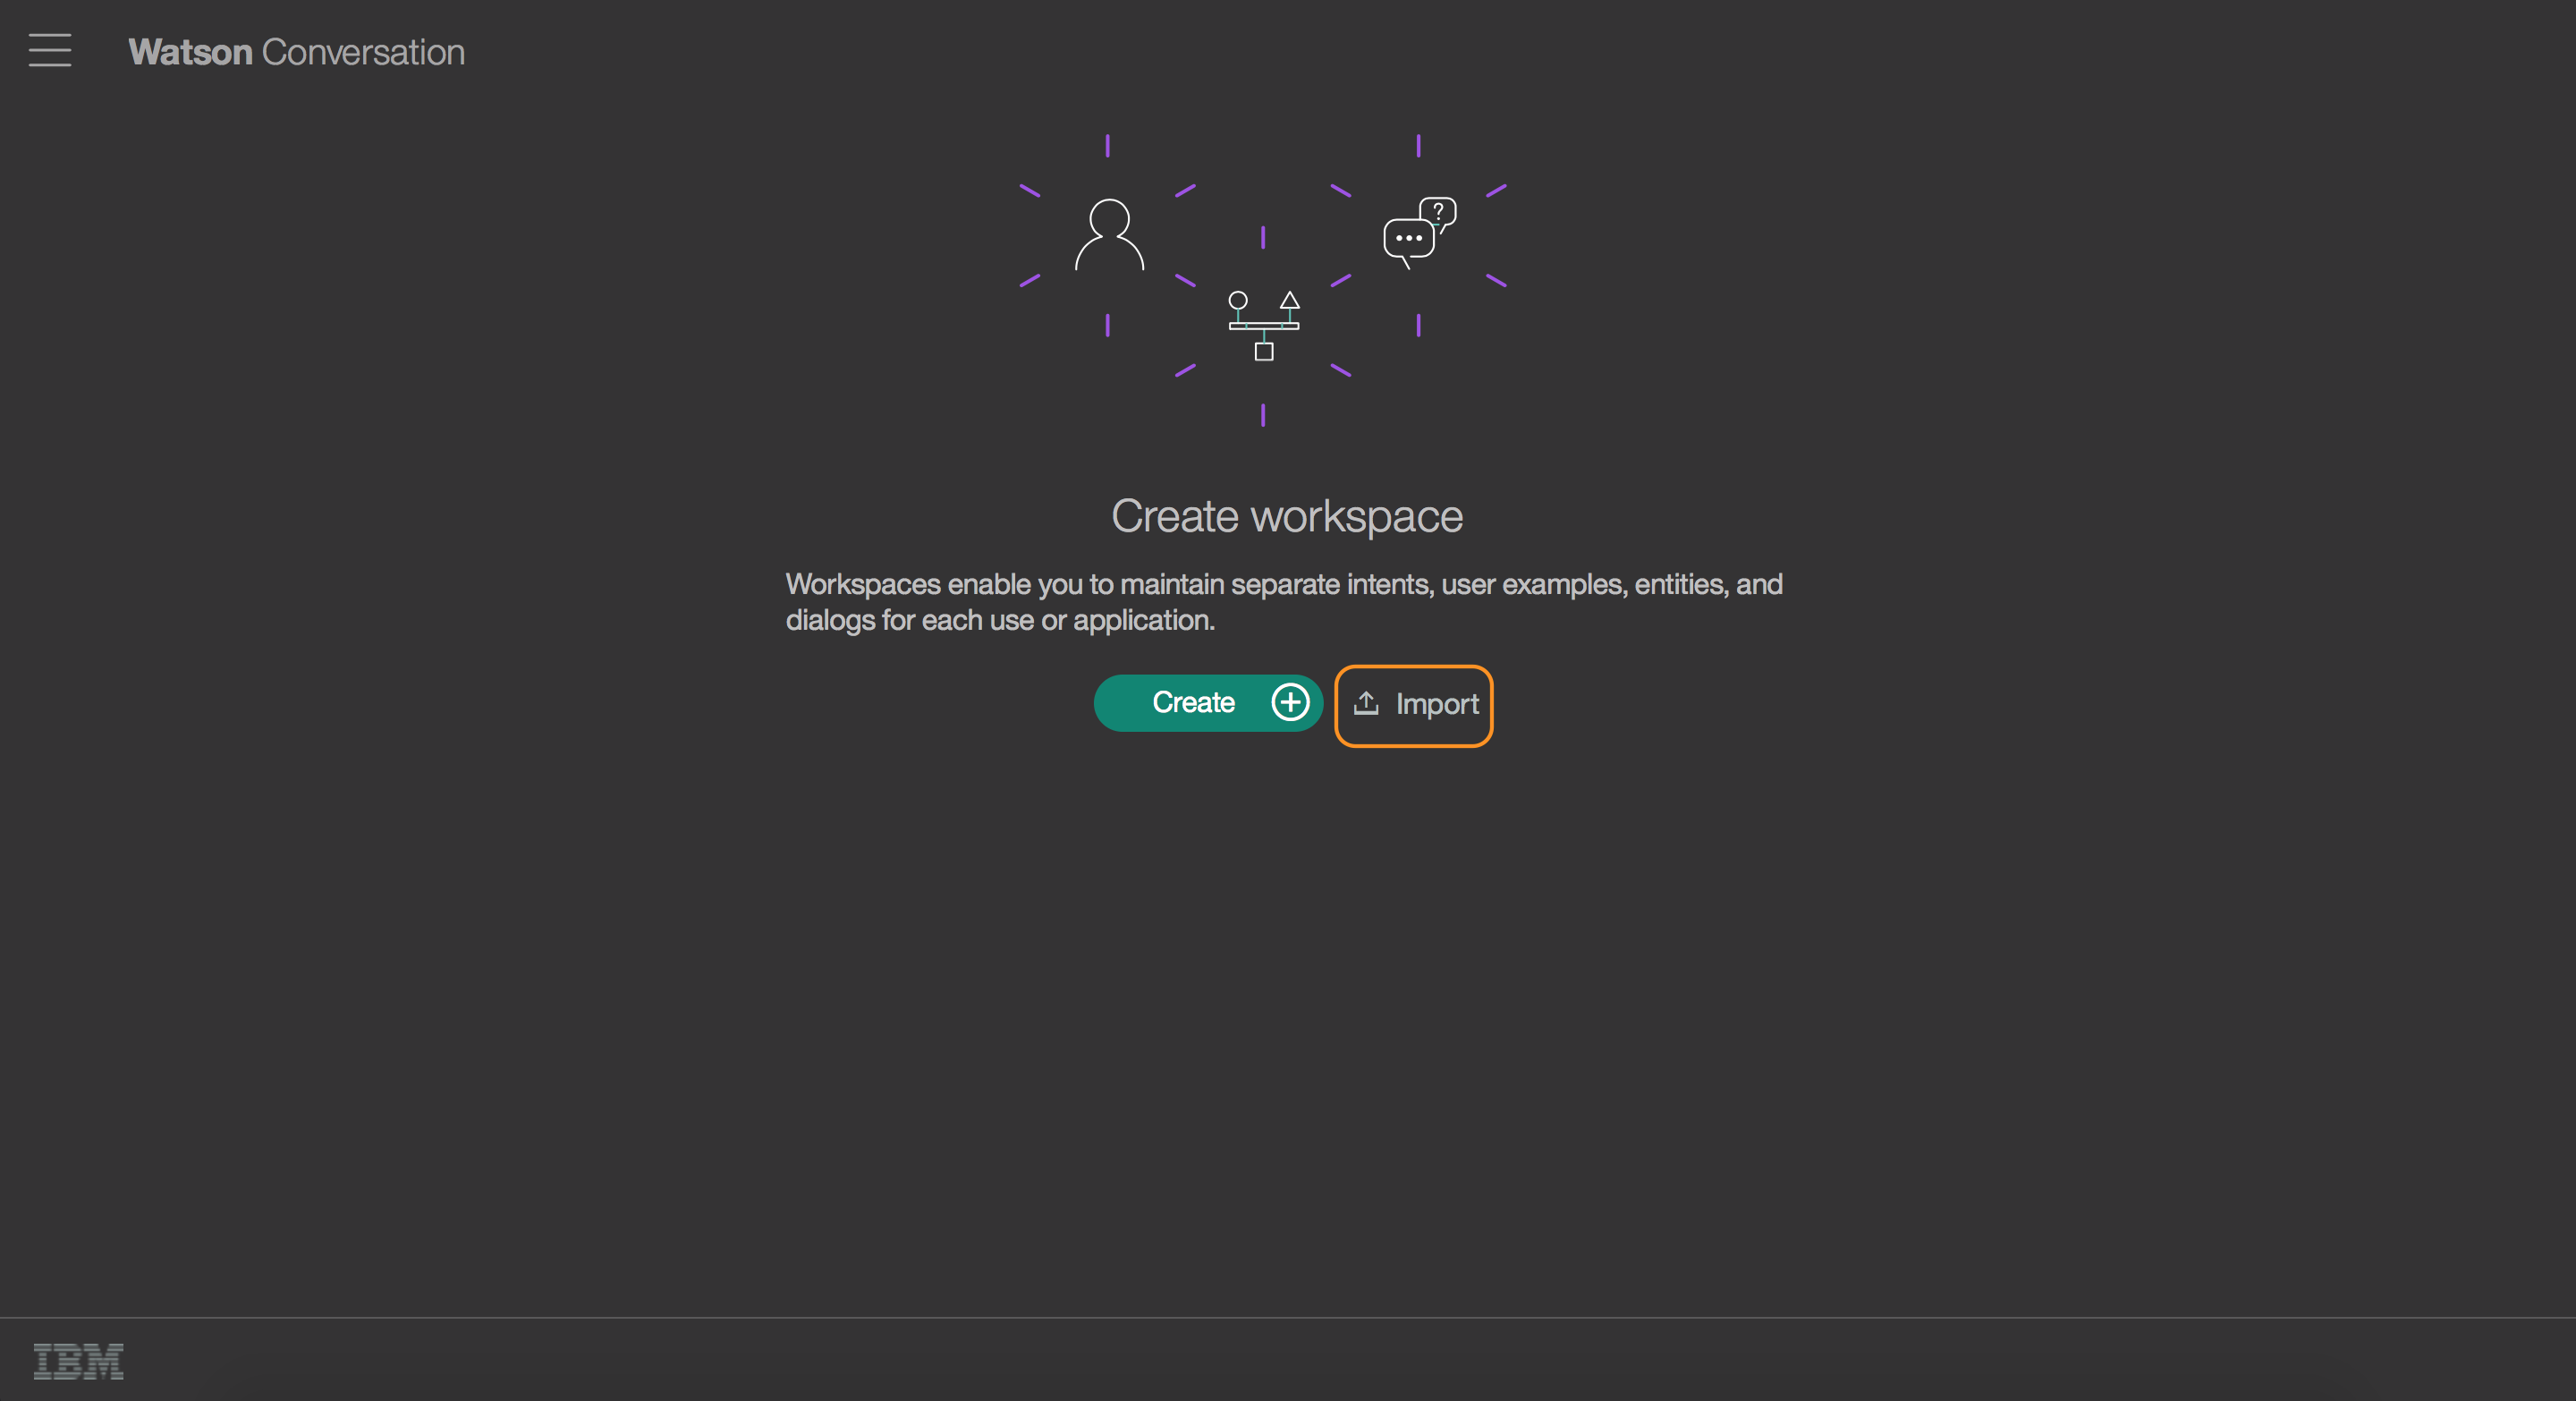 Watson Conversation
?
Create workspace
Workspaces enable you to maintain separate intents, user examples, entities, and
dialogs for each use or application.
Create
Import
IBM